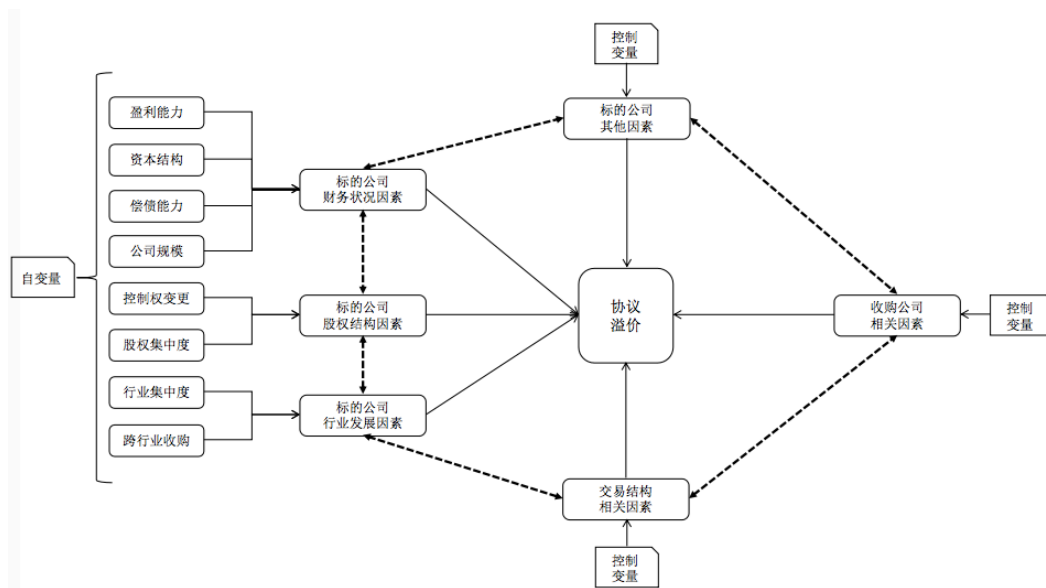 控制
变量
标的公司
其他因素
盈利能力
资本结构
标的公司
财务状况因素
偿债能力
公司规模
自变量
控制权变更
标的公司
股权结构因素
协议
溢价
收购公司
相关因素
控制
变量
股权集中度
行业集中度
标的公司
行业发展因素
跨行业收购
交易结构
相关因素
控制
变量